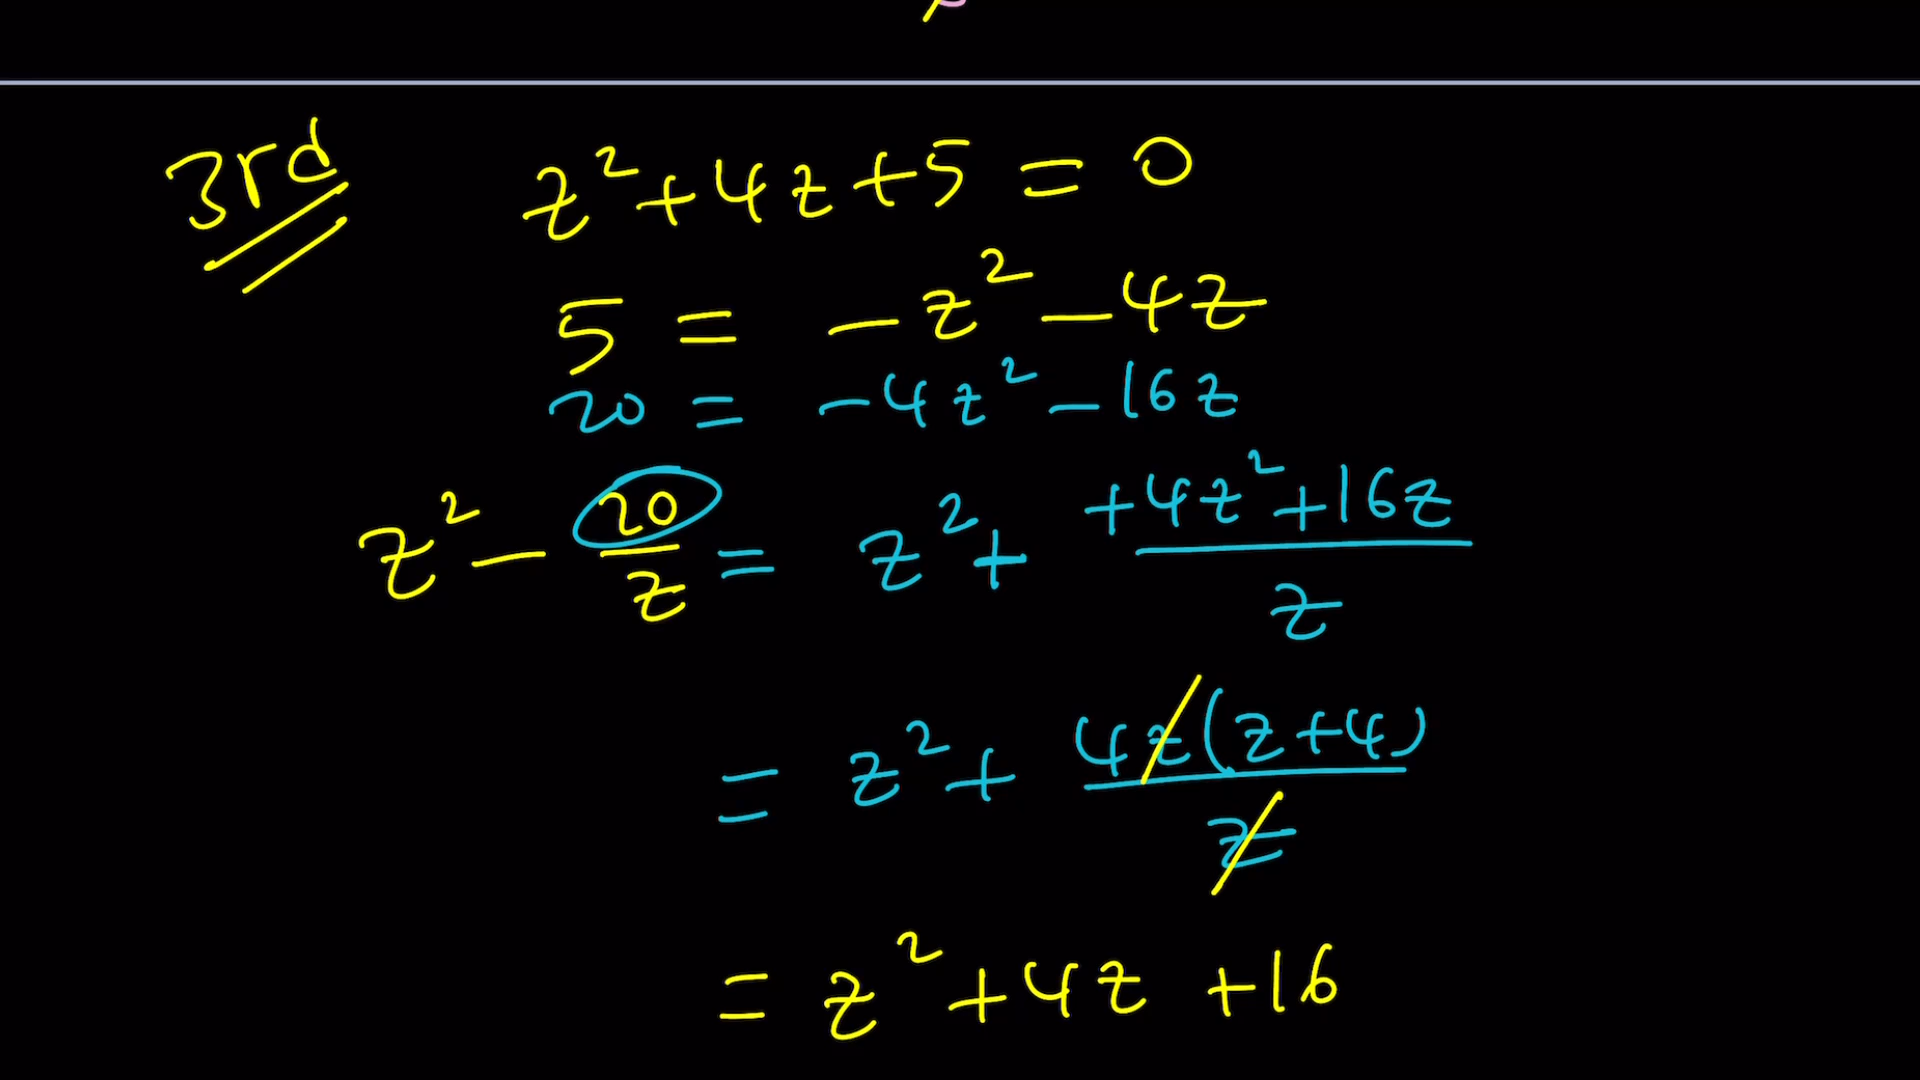 3rd z² + 4z + 5 = 0
5 = -z² - 4z
20 = -4z² - 16z
z² - 20/z = z² + (+4z² + 16z)/z
= z² + 4z(z+4)/z
= z² + 4z + 16